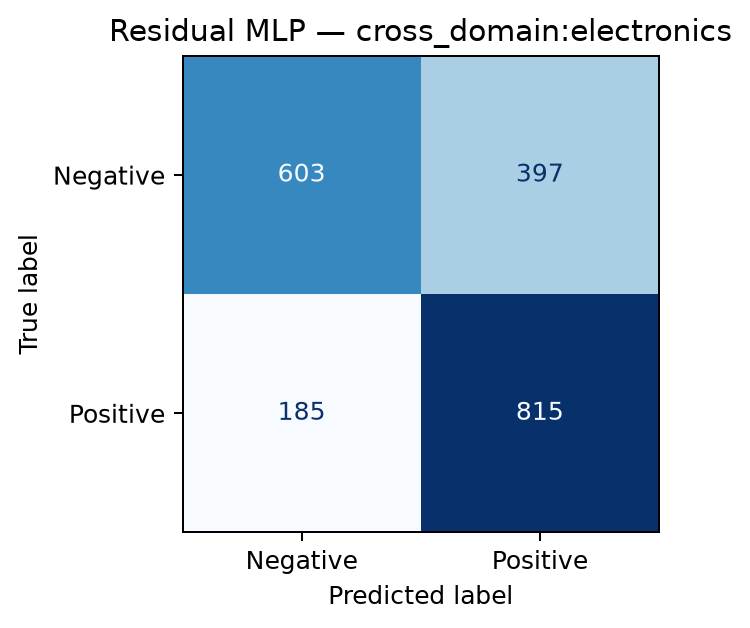 Residual MLP — cross_domain:electronics
Negative
603
397
True label
Positive
185
815
Negative
Positive
Predicted label